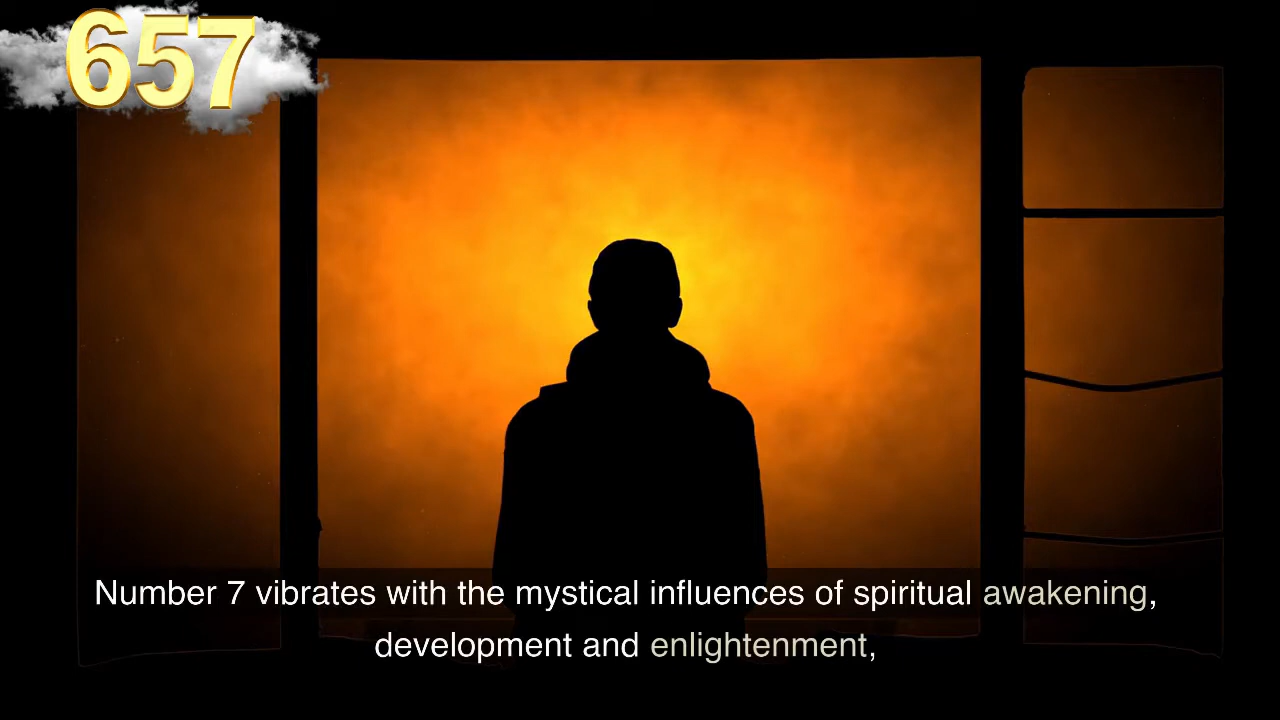 657
Number 7 vibrates with the mystical influences of spiritual awakening,
development and enlightenment,